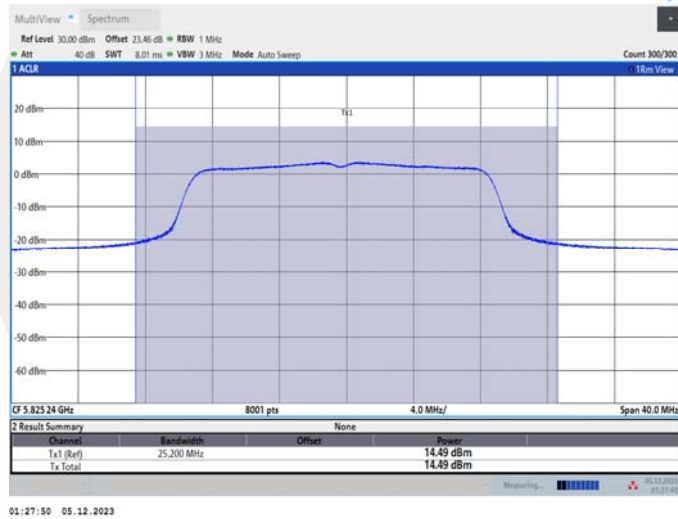 MultiView Spectrum
Ref Level 30.00 dBm Offset 23.46 dB RBW 1 MHz
Att 40 dB SWT 8.01 ms VBW 3 MHz Mode Auto Sweep Count 300/300
1 ACLR 1Rm View
Tx1
20 dBm
10 dBm
0 dBm
-10 dBm
-20 dBm
-30 dBm
-40 dBm
-50 dBm
-60 dBm
CF 5.825 24 GHz 8001 pts 4.0 MHz/ Span 40.0 MHz
2 Result Summary None
Channel Bandwidth Offset Power
Tx1 (Ref) 25.200 MHz 14.49 dBm
Tx Total 14.49 dBm
Measuring...
01:27:50 05.12.2023